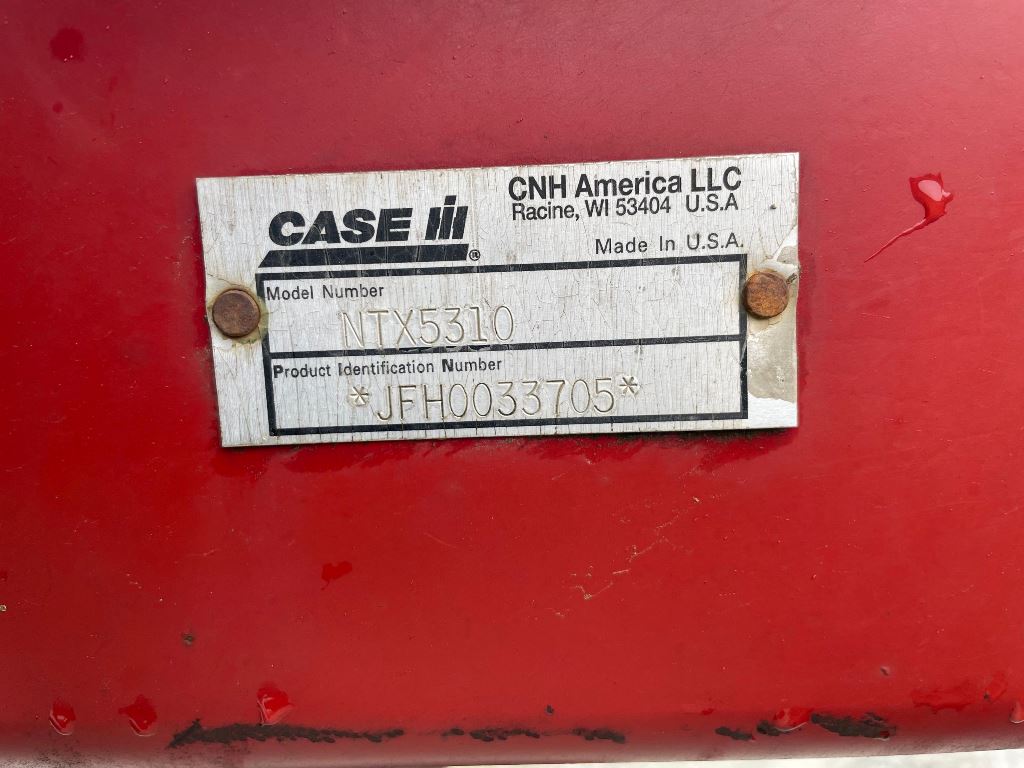 CASE IH®
CNH America LLC
Racine, WI 53404 U.S.A
Made In U.S.A.
Model Number
NTX5310
Product Identification Number
*JFH0033705*